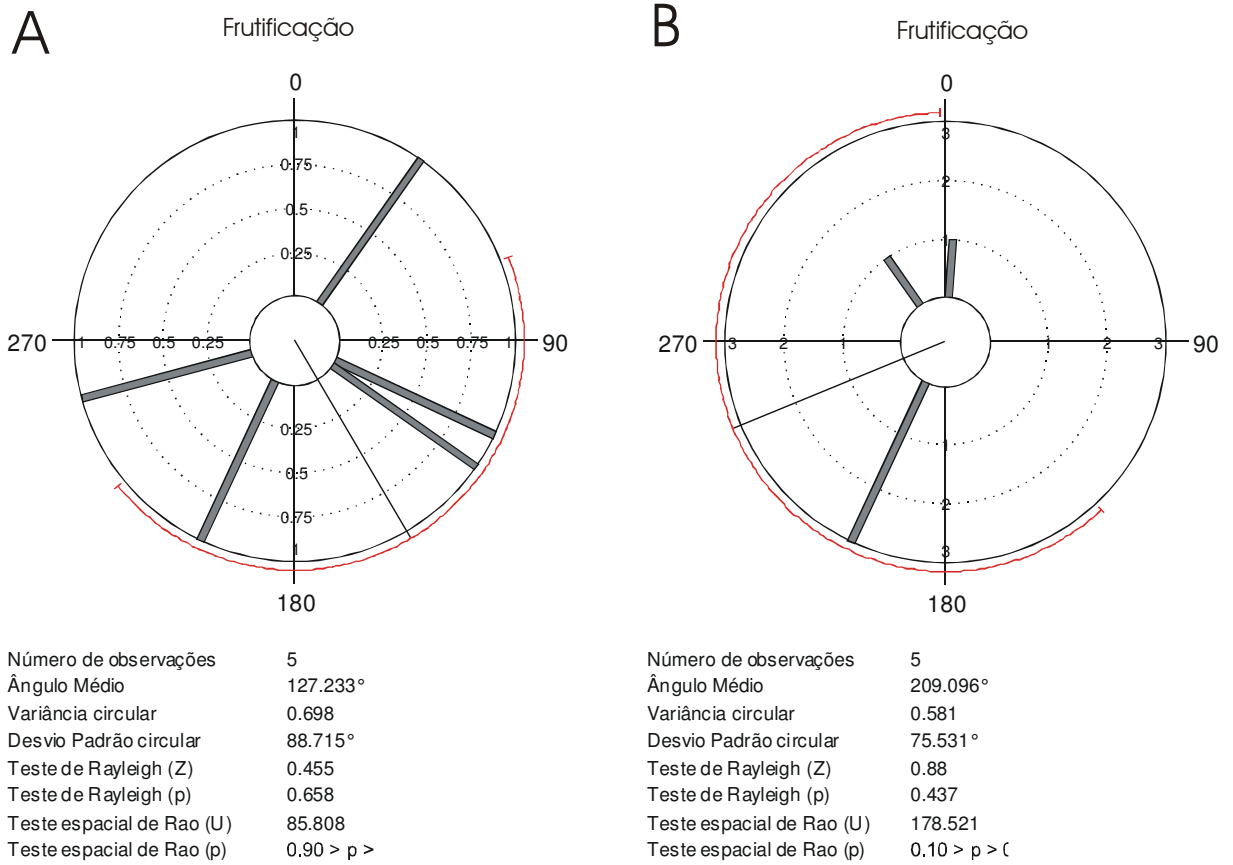 A
Frutificação
0
1
0.75
0.5
0.25
270
1 0.75 0.5 0.25
0.25 0.5 0.75 1
90
0.25
0.5
0.75
1
180
Número de observações 5
Ângulo Médio 127.233°
Variância circular 0.698
Desvio Padrão circular 88.715°
Teste de Rayleigh (Z) 0.455
Teste de Rayleigh (p) 0.658
Teste espacial de Rao (U) 85.808
Teste espacial de Rao (p) 0.90 > p >
B
Frutificação
0
3
2
1
270
3 2 1
1 2 3
90
1
2
3
180
Número de observações 5
Ângulo Médio 209.096°
Variância circular 0.581
Desvio Padrão circular 75.531°
Teste de Rayleigh (Z) 0.88
Teste de Rayleigh (p) 0.437
Teste espacial de Rao (U) 178.521
Teste espacial de Rao (p) 0.10 > p >